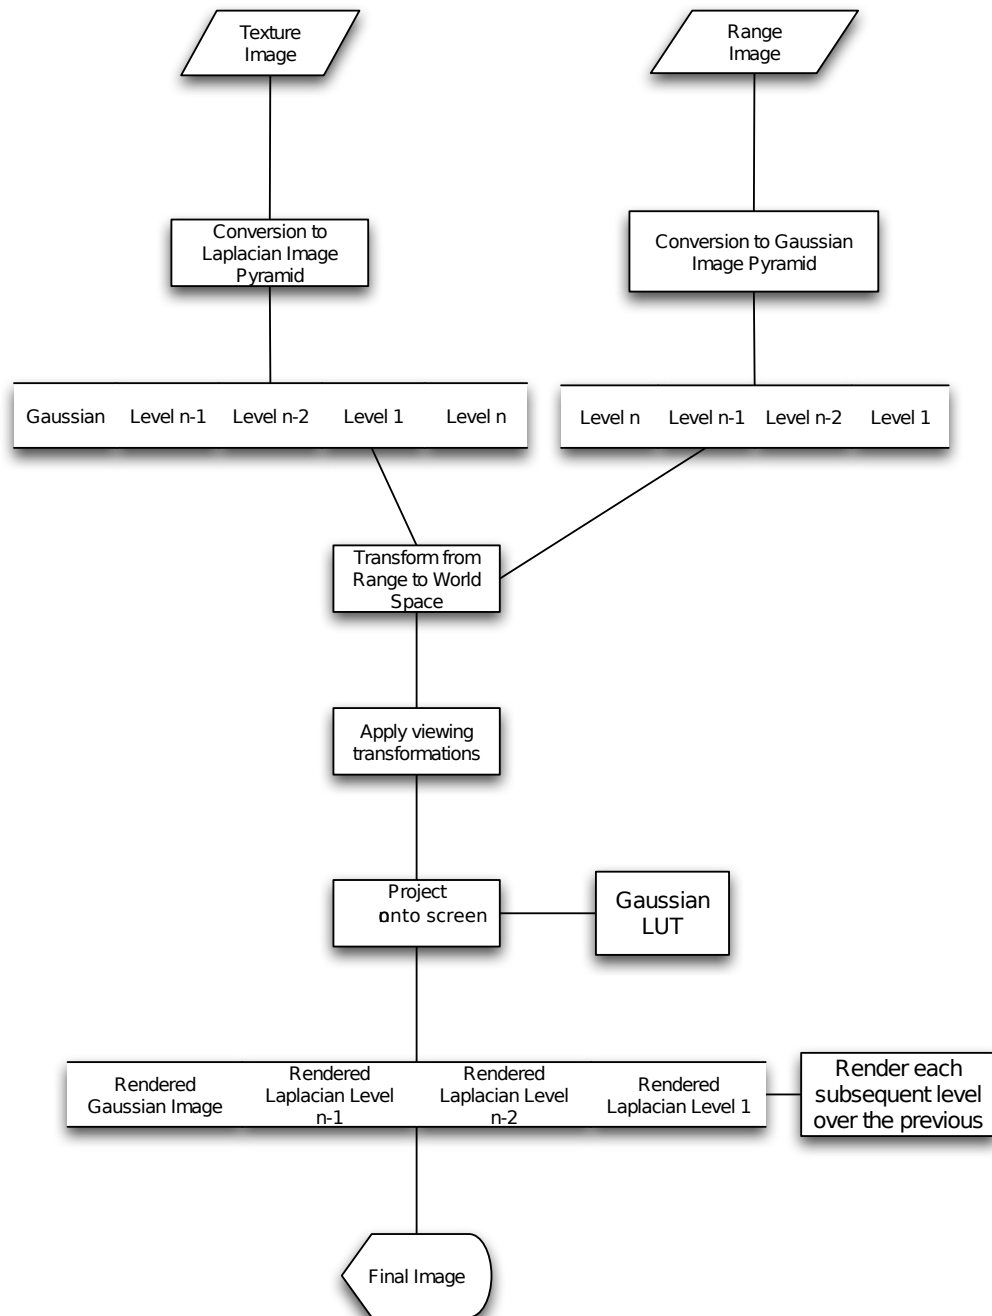 Texture
Image
Range
Image
Conversion to
Laplacian Image
Pyramid
Conversion to Gaussian
Image Pyramid
Gaussian Level n-1 Level n-2 Level 1 Level n
Level n Level n-1 Level n-2 Level 1
Transform from
Range to World
Space
Apply viewing
transformations
Project
onto screen
Gaussian
LUT
Rendered
Gaussian Image
Rendered
Laplacian Level
n-1
Rendered
Laplacian Level
n-2
Rendered
Laplacian Level 1
Render each
subsequent level
over the previous
Final Image